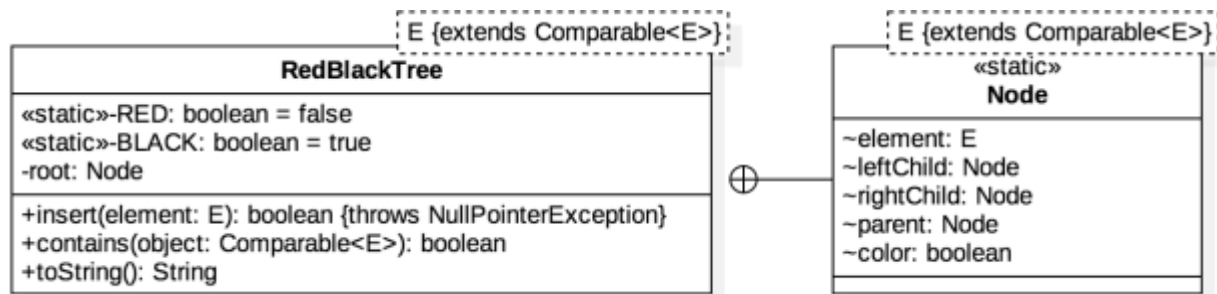 E {extends Comparable<E>}
RedBlackTree
«static»-RED: boolean = false
«static»-BLACK: boolean = true
-root: Node
+insert(element: E): boolean {throws NullPointerException}
+contains(object: Comparable<E>): boolean
+toString(): String
E {extends Comparable<E>}
«static»
Node
~element: E
~leftChild: Node
~rightChild: Node
~parent: Node
~color: boolean